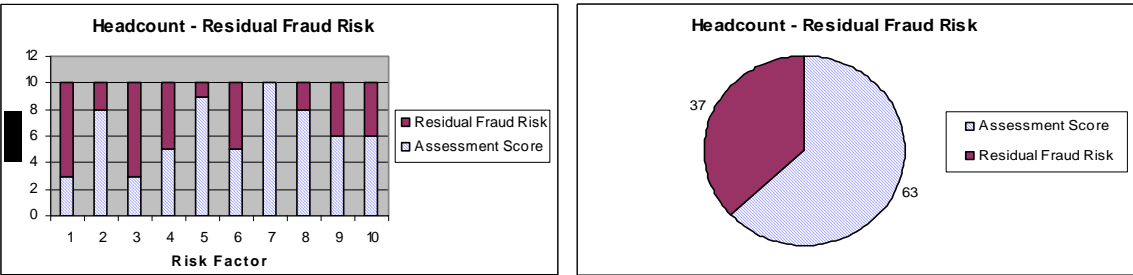 Headcount - Residual Fraud Risk
12
10
8
6
4
2
0
1 2 3 4 5 6 7 8 9 10
Risk Factor
Residual Fraud Risk
Assessment Score
Headcount - Residual Fraud Risk
37
63
Assessment Score
Residual Fraud Risk